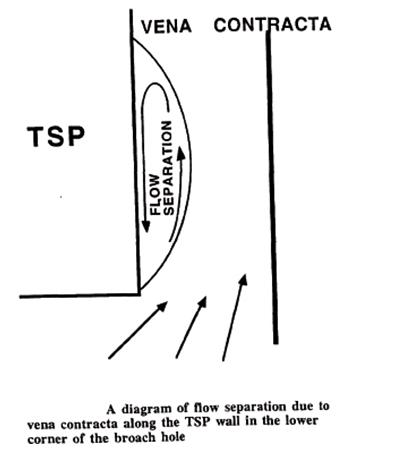 VENA CONTRACTA
TSP
FLOW
SEPARATION
A diagram of flow separation due to
vena contracta along the TSP wall in the lower
corner of the broach hole